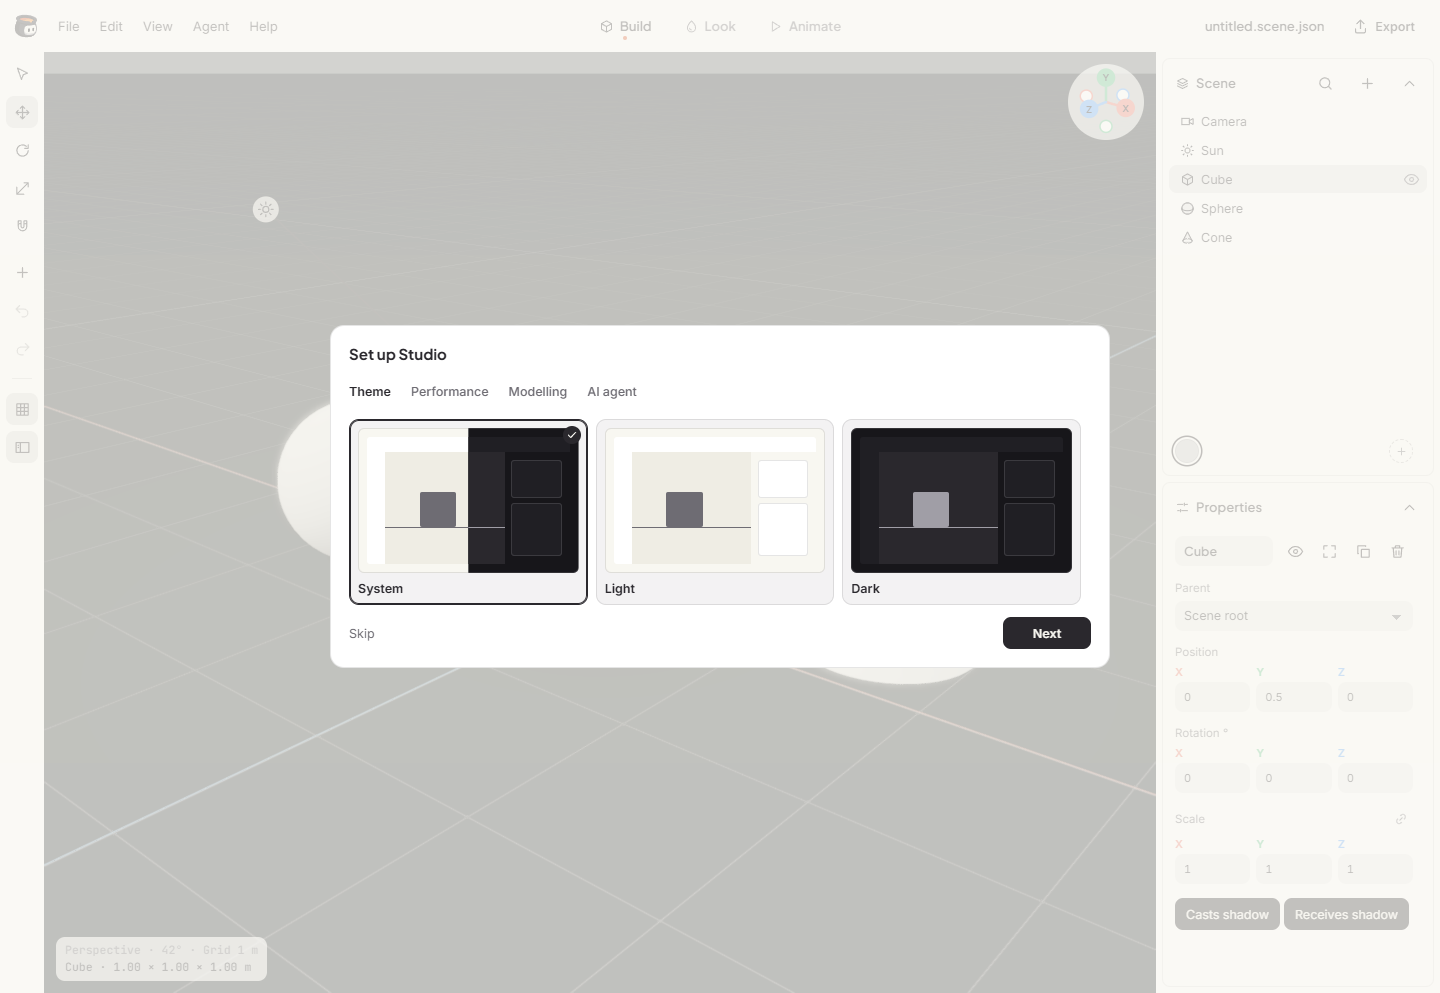 File Edit View Agent Help
Build Look Animate
untitled.scene.json Export
Y
Z X
Scene
Camera
Sun
Cube
Sphere
Cone
Set up Studio
Theme Performance Modelling AI agent
System Light Dark
Skip Next
Properties
Cube
Parent
Scene root
Position
X Y Z
0 0.5 0
Rotation °
X Y Z
0 0 0
Scale
X Y Z
1 1 1
Casts shadow Receives shadow
Perspective · 42° · Grid 1 m
Cube · 1.00 × 1.00 × 1.00 m